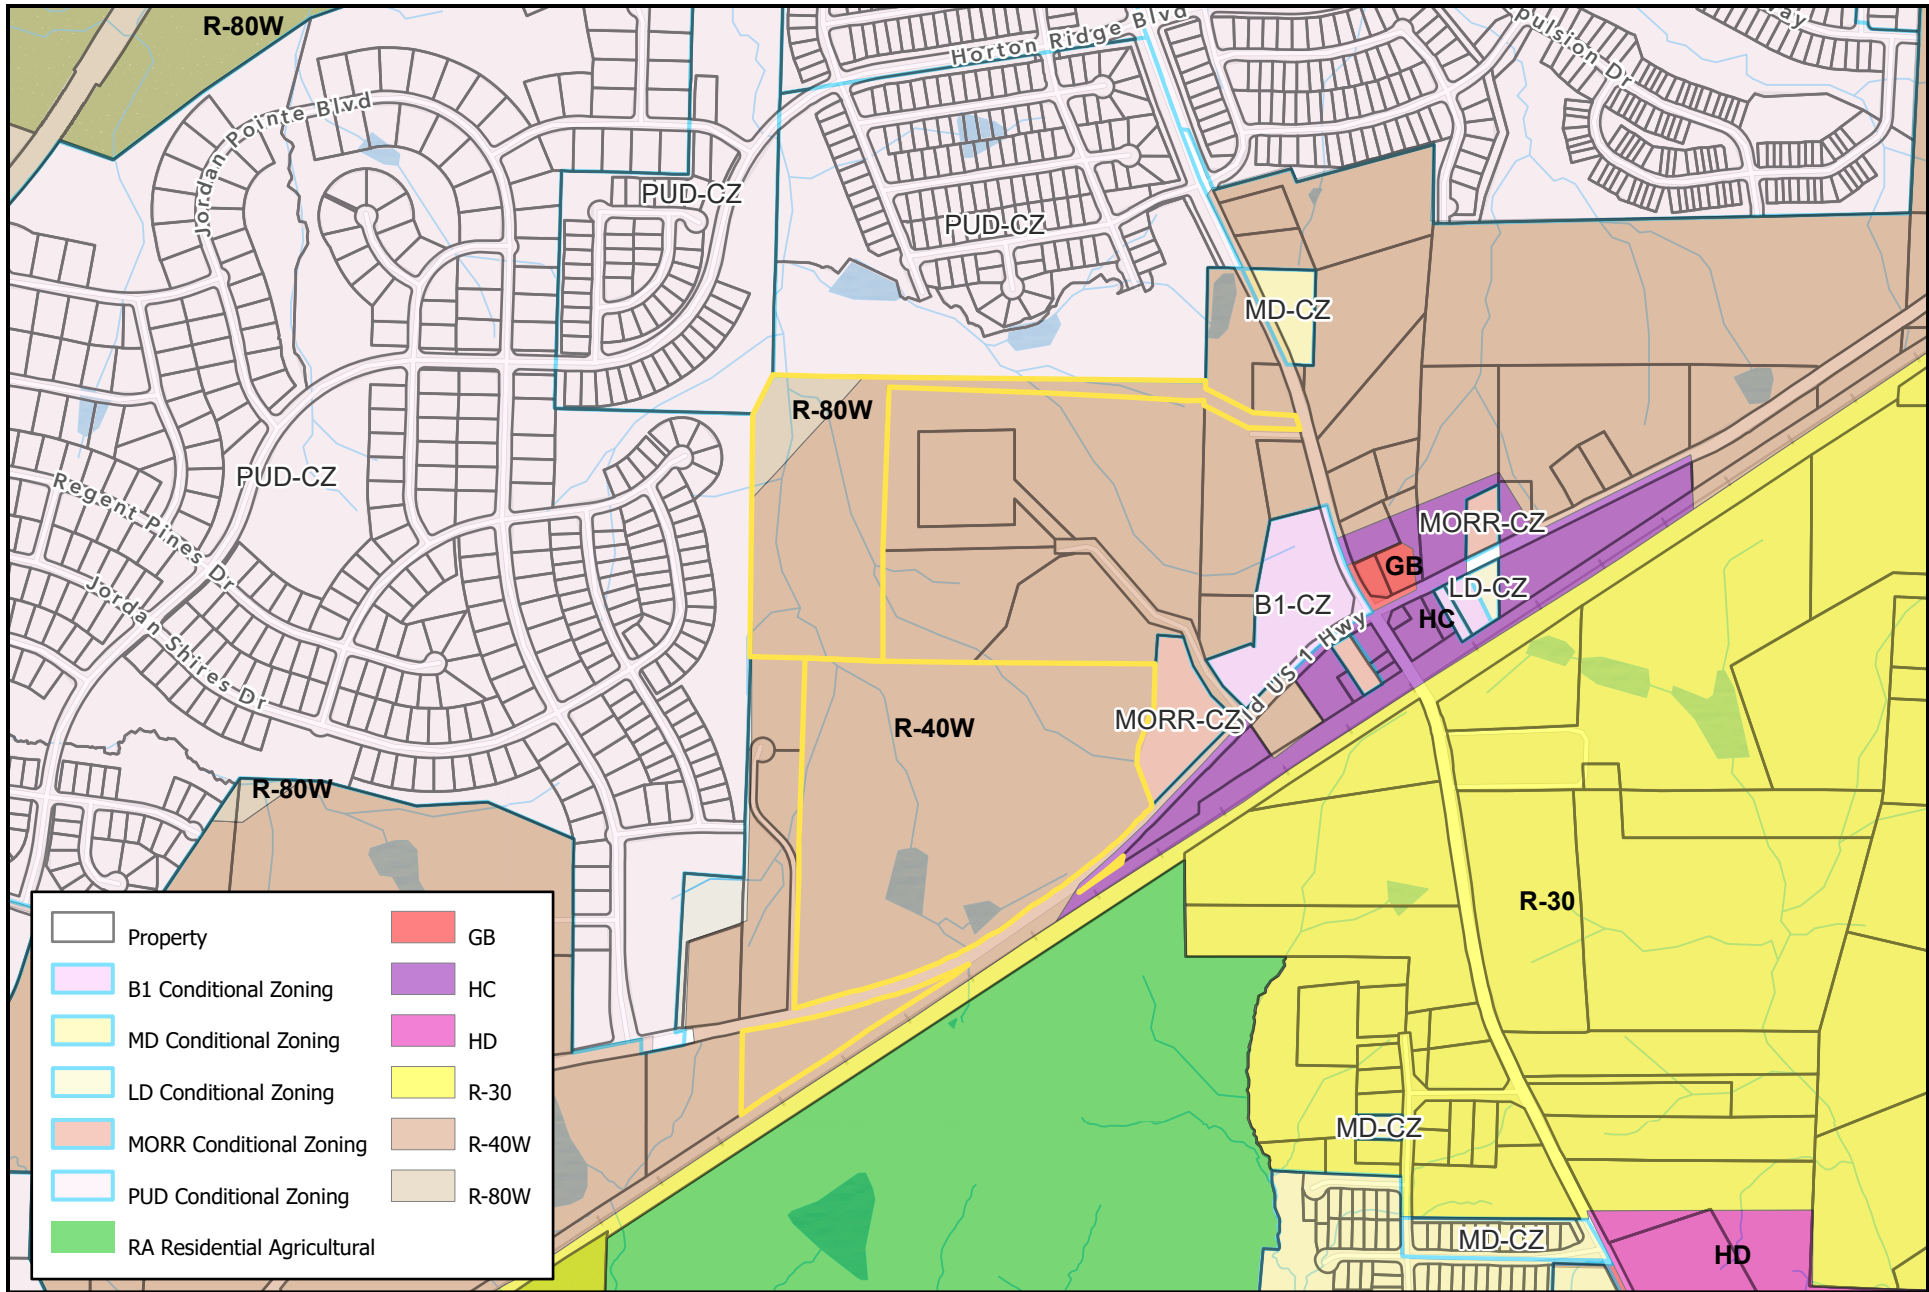 R-80W
Horton Ridge Blvd
pulsion Dr
way
Jordan Pointe Blvd
PUD-CZ
PUD-CZ
MD-CZ
R-80W
PUD-CZ
Regent Pines Dr
MORR-CZ
GB
LD-CZ
B1-CZ
HC
Jordan Shires Dr
Old US 1 Hwy
MORR-CZ
R-40W
R-80W
R-30
MD-CZ
MD-CZ
HD
Property
B1 Conditional Zoning
MD Conditional Zoning
LD Conditional Zoning
MORR Conditional Zoning
PUD Conditional Zoning
RA Residential Agricultural
GB
HC
HD
R-30
R-40W
R-80W